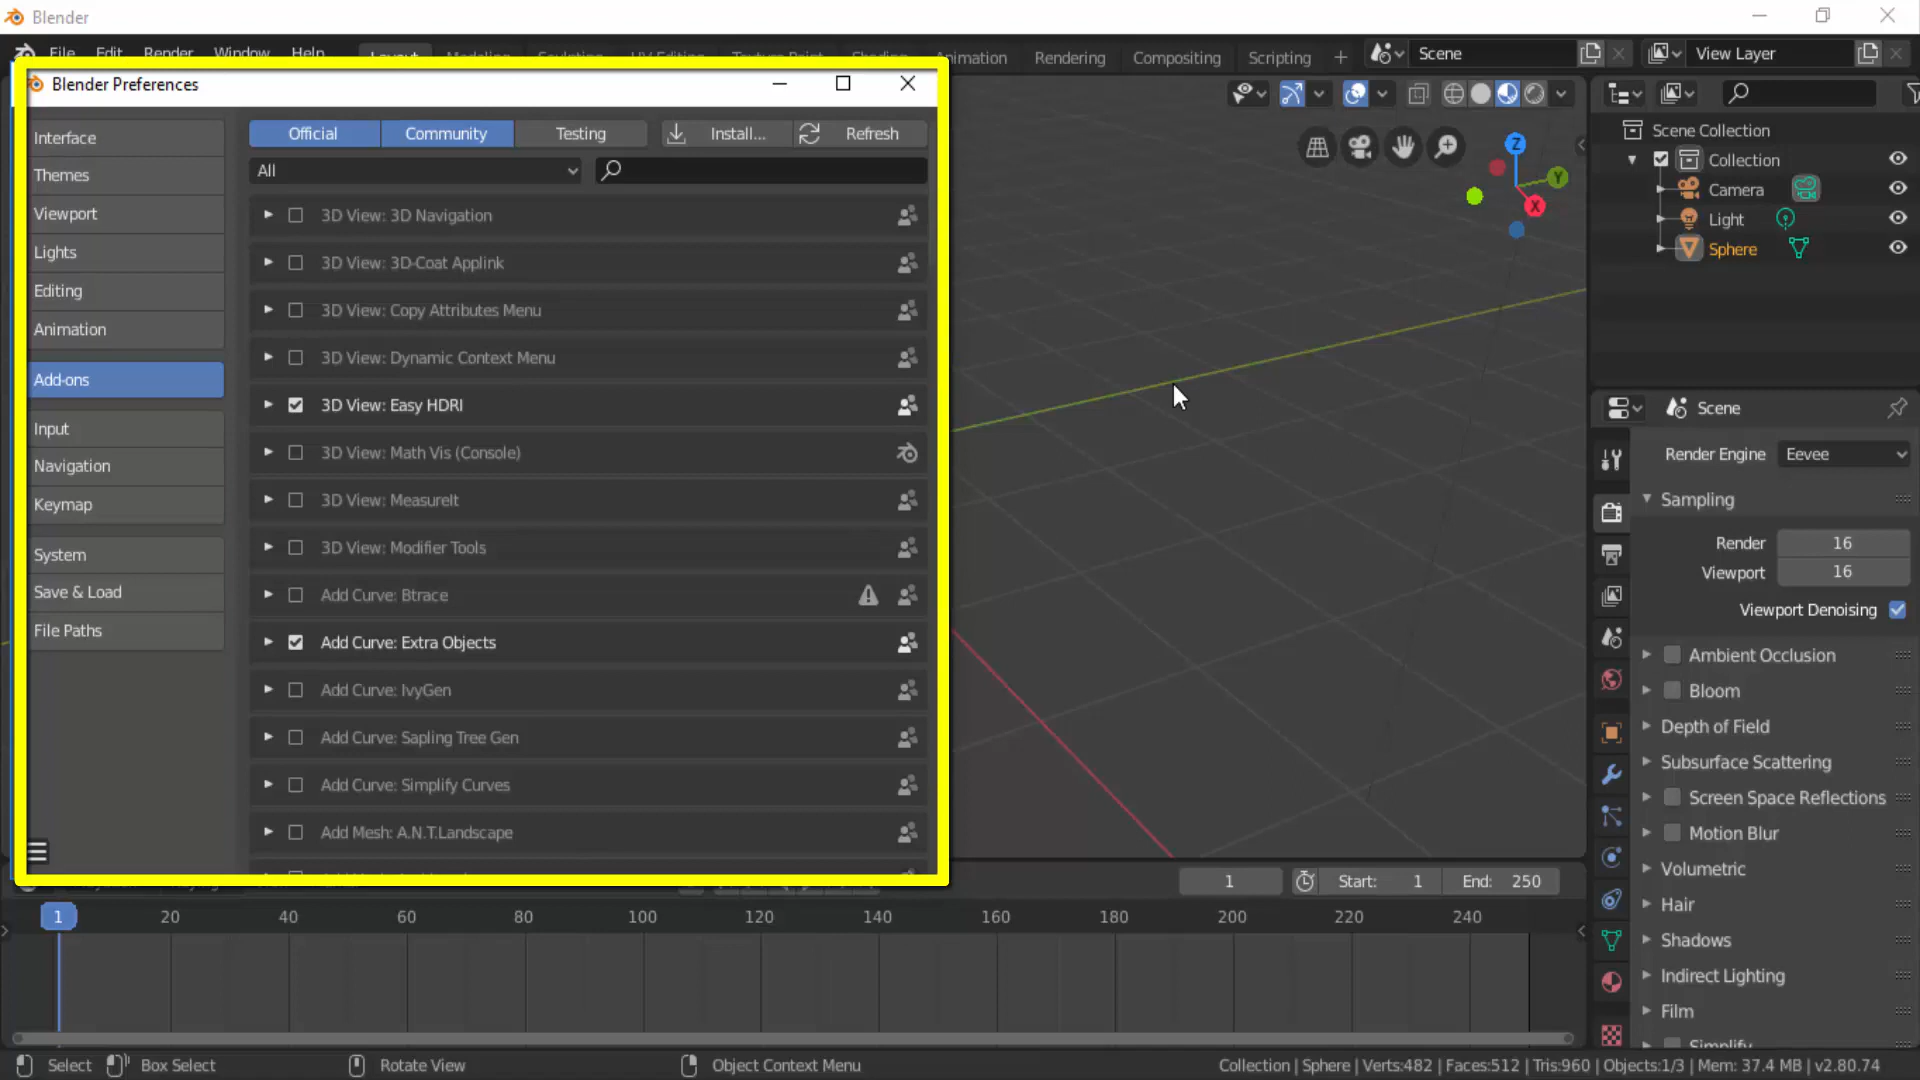 Blender
File Edit Render Window Help Layout Modeling Sculpting UV Editing Texture Paint Shading Animation Rendering Compositing Scripting + Scene View Layer
Blender Preferences
Official Community Testing Install... Refresh
All
Interface
Themes
Viewport
Lights
Editing
Animation
Add-ons
Input
Navigation
Keymap
System
Save & Load
File Paths
3D View: 3D Navigation
3D View: 3D-Coat Applink
3D View: Copy Attributes Menu
3D View: Dynamic Context Menu
3D View: Easy HDRI
3D View: Math Vis (Console)
3D View: MeasureIt
3D View: Modifier Tools
Add Curve: Btrace
Add Curve: Extra Objects
Add Curve: IvyGen
Add Curve: Sapling Tree Gen
Add Curve: Simplify Curves
Add Mesh: A.N.T.Landscape
Z
Y
X
Scene Collection
Collection
Camera
Light
Sphere
Scene
Render Engine Eevee
Sampling
Render 16
Viewport 16
Viewport Denoising
Ambient Occlusion
Bloom
Depth of Field
Subsurface Scattering
Screen Space Reflections
Motion Blur
Volumetric
Hair
Shadows
Indirect Lighting
Film
Simplify
1 Start: 1 End: 250
1 20 40 60 80 100 120 140 160 180 200 220 240
Select Box Select Rotate View Object Context Menu Collection | Sphere | Verts:482 | Faces:512 | Tris:960 | Objects:1/3 | Mem: 37.4 MB | v2.80.74